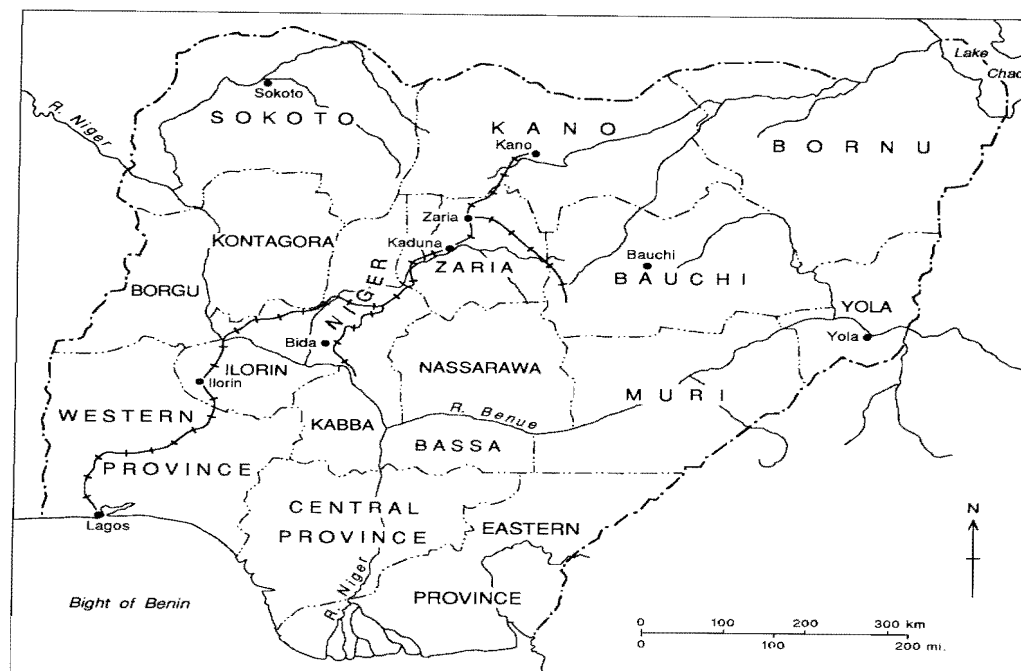 Lake
Chad
Sokoto
SOKOTO
R. Niger
KANO
Kano
BORNU
Zaria
KONTAGORA
Kaduna
ZARIA
Bauchi
BAUCHI
NIGER
BORGU
YOLA
Yola
Bida
ILORIN
Ilorin
NASSARAWA
MURI
WESTERN
PROVINCE
KABBA
R. Benue
BASSA
CENTRAL
PROVINCE
EASTERN
PROVINCE
Lagos
R. Niger
Bight of Benin
N
0 100 200 300 km
0 100 200 mi.